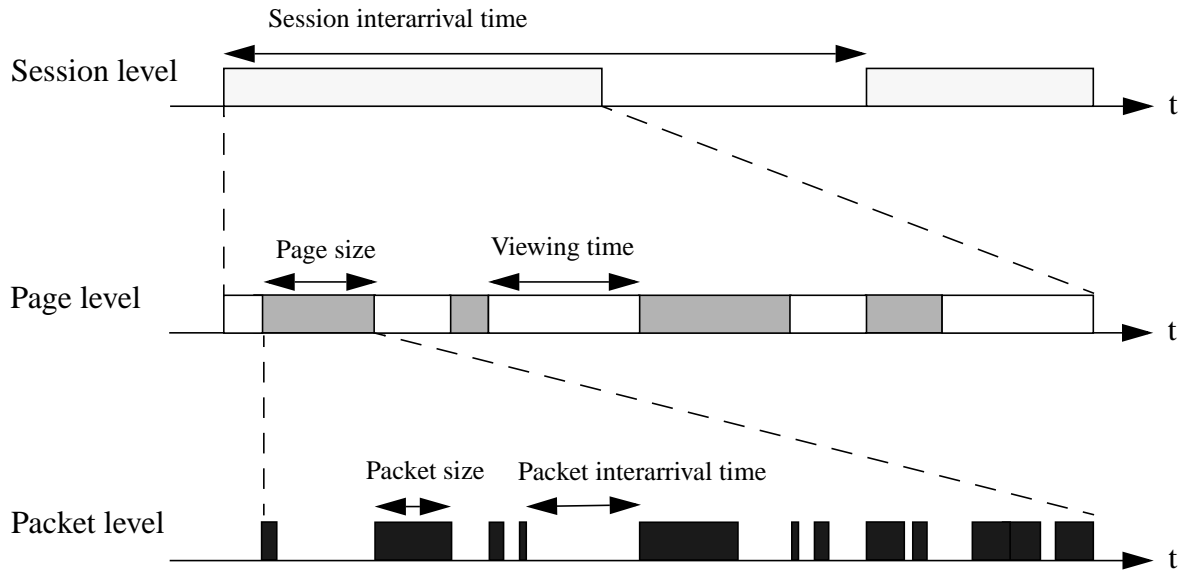 Session interarrival time
Session level
t
Page size
Viewing time
Page level
t
Packet size
Packet interarrival time
Packet level
t